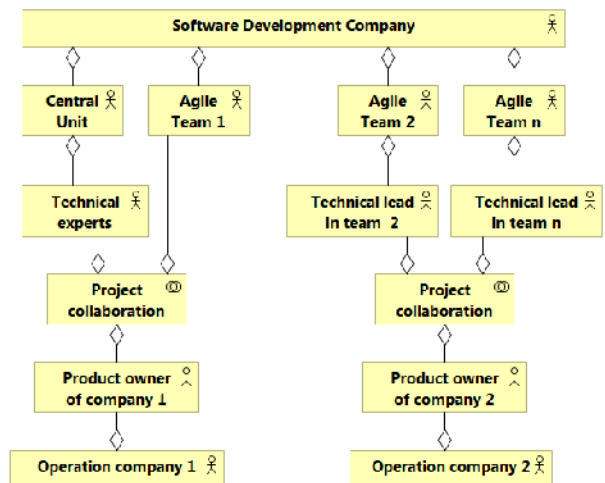 Software Development Company
Central
Unit
Agile
Team 1
Agile
Team 2
Agile
Team n
Technical
experts
Technical lead
In team 2
Technical lead
In team n
Project
collaboration
Project
collaboration
Product owner
of company 1
Product owner
of company 2
Operation company 1
Operation company 2